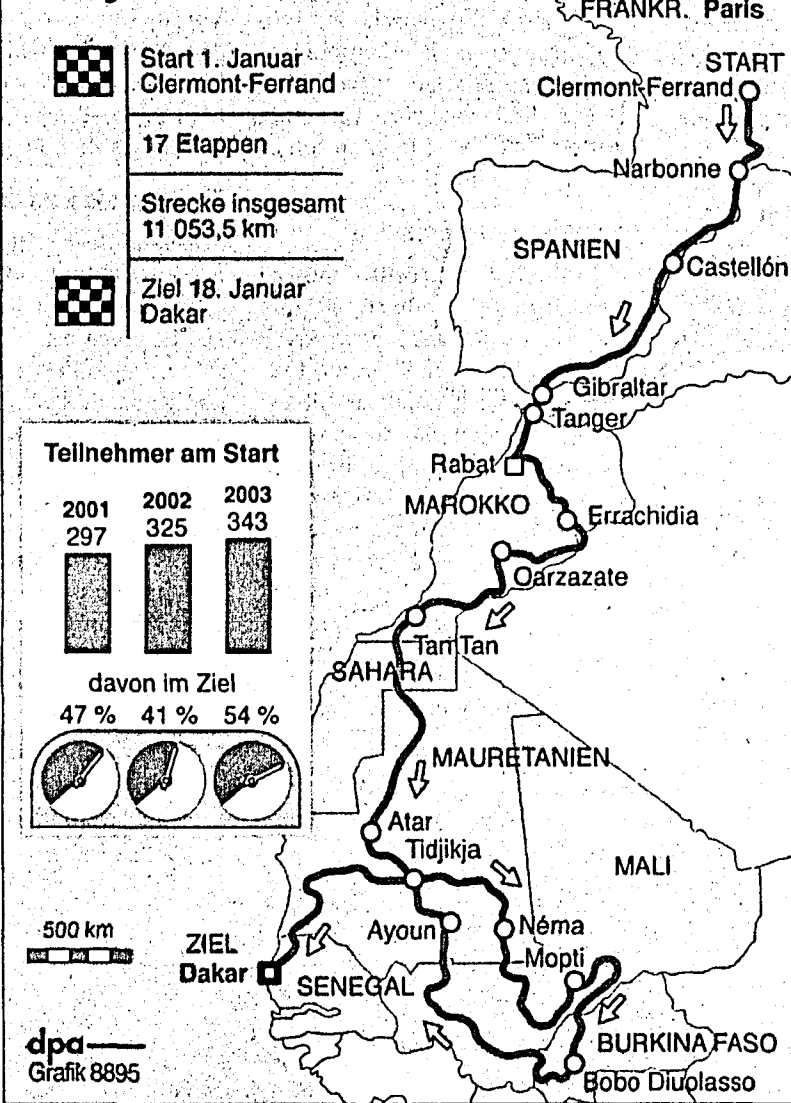 FRANKR. Paris
Start 1. Januar
Clermont-Ferrand
17 Etappen
Strecke insgesamt
11 053,5 km
Ziel 18. Januar
Dakar
START
Clermont-Ferrand
Narbonne
SPANIEN
Castellón
Gibraltar
Tanger
Rabat
MAROKKO
Errachidia
Oarzazate
Tan Tan
SAHARA
MAURETANIEN
Atar
Tidjikja
MALI
Ayoun
Néma
Mopti
ZIEL
Dakar
SENEGAL
BURKINA FASO
Bobo Diuolasso
Teilnehmer am Start
2001 2002 2003
297 325 343
davon im Ziel
47 % 41 % 54 %
500 km
dpa
Grafik 8895